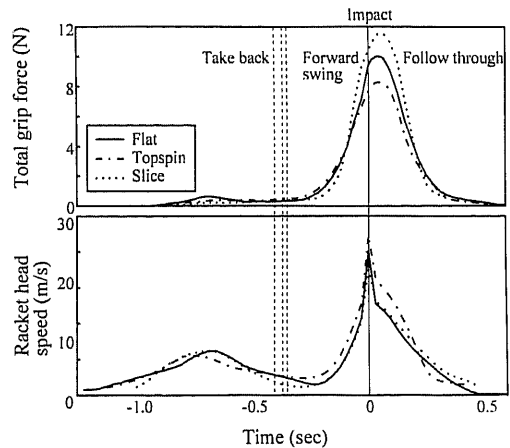 Impact
Total grip force (N)
12
8
4
0
Take back
Forward
swing
Follow through
Flat
Topspin
Slice
Racket head
speed (m/s)
30
20
10
0
-1.0
-0.5
0
0.5
Time (sec)